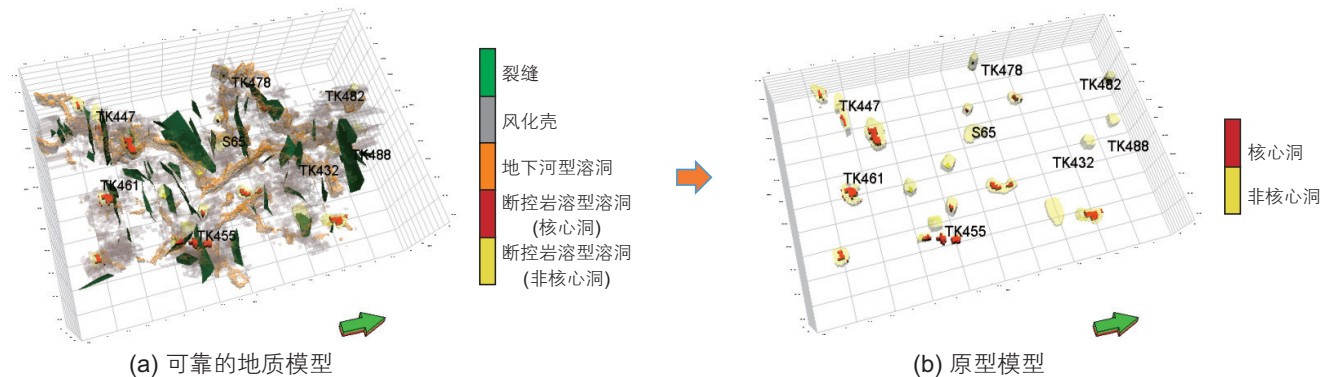 TK478
TK482
TK447
S65
TK488
TK432
TK461
TK455
裂缝
风化壳
地下河型溶洞
断控岩溶型溶洞
(核心洞)
断控岩溶型溶洞
(非核心洞)
(a) 可靠的地质模型
TK478
TK482
TK447
S65
TK488
TK432
TK461
TK455
核心洞
非核心洞
(b) 原型模型